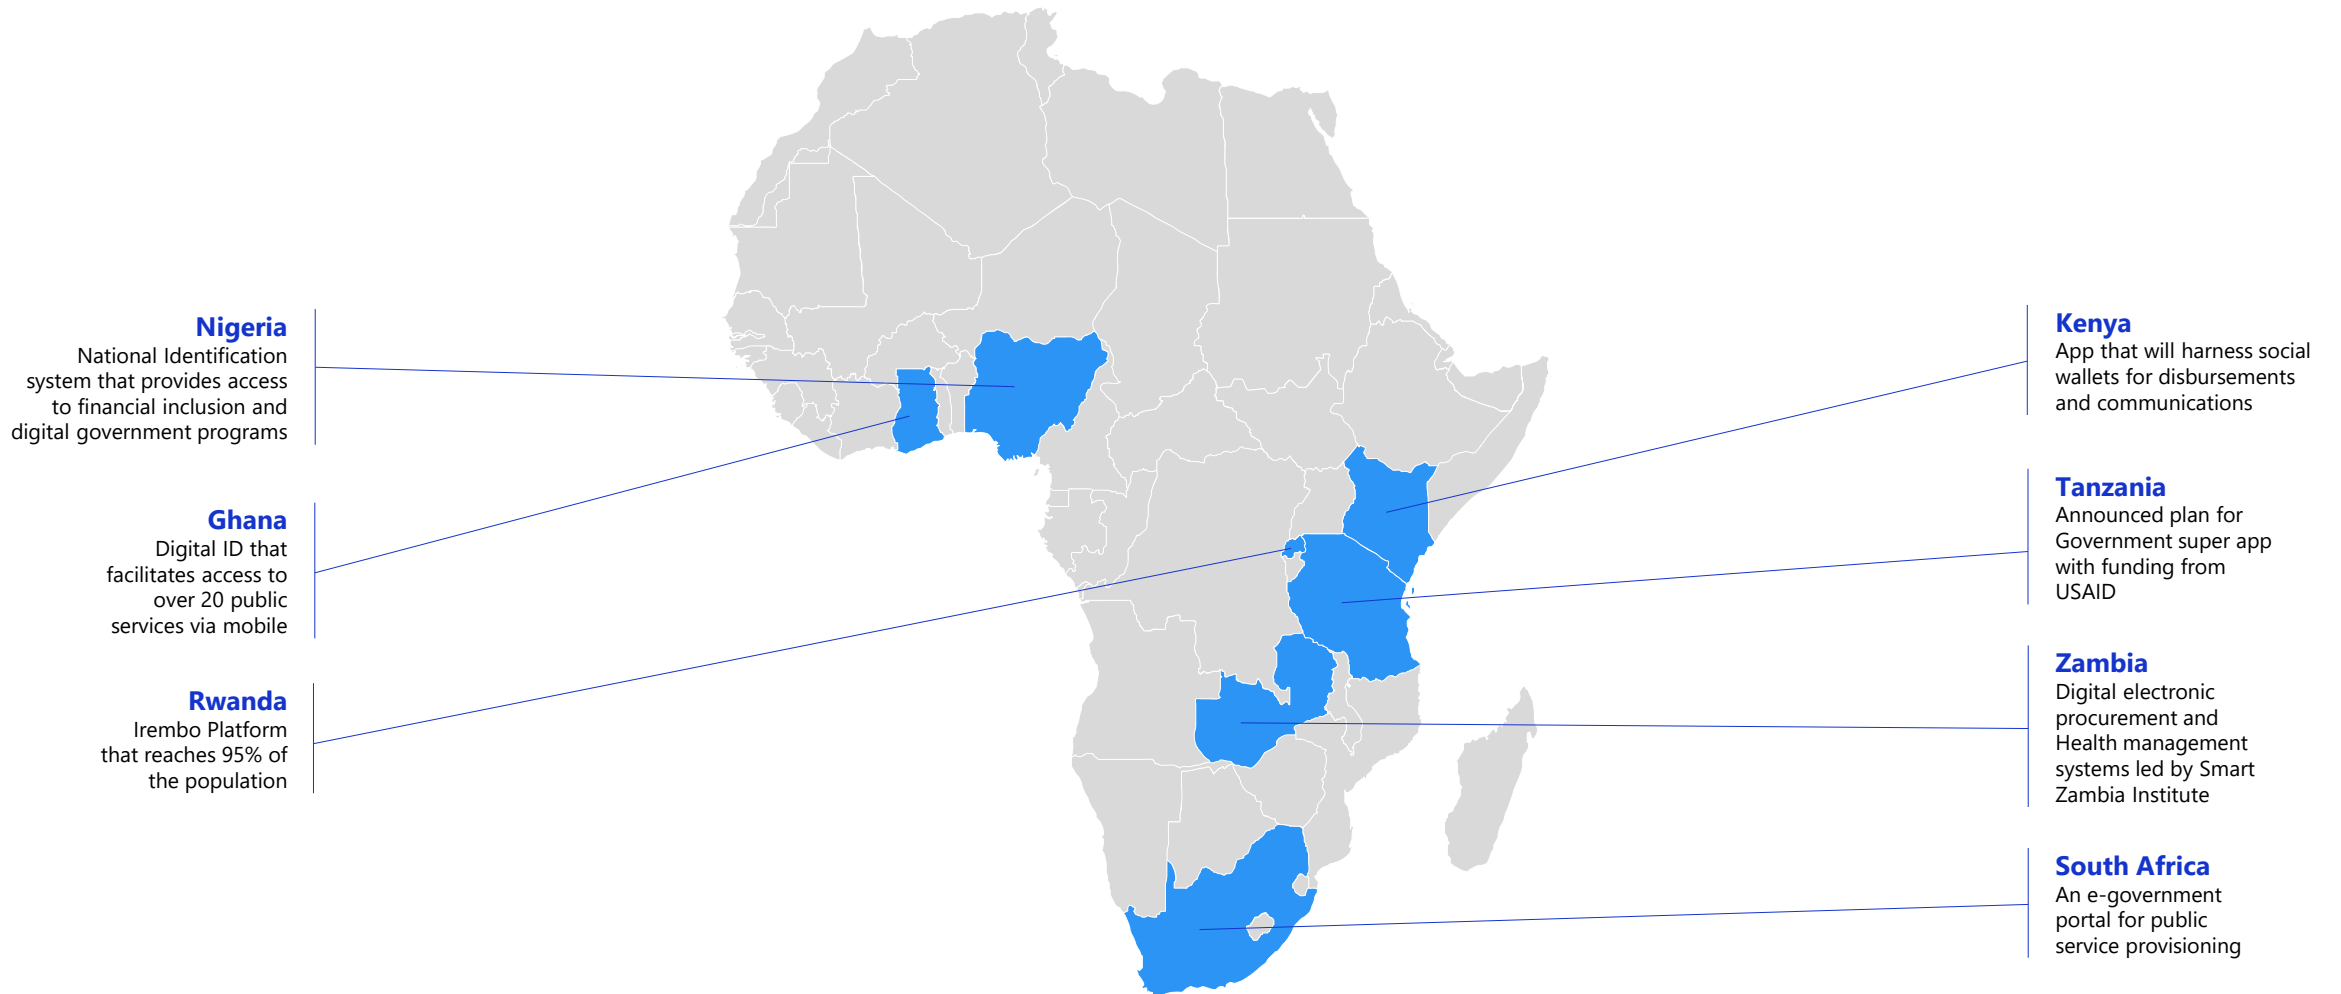 Nigeria
National Identification
system that provides access
to financial inclusion and
digital government programs
Ghana
Digital ID that
facilitates access to
over 20 public
services via mobile
Rwanda
Irembo Platform
that reaches 95% of
the population
Kenya
App that will harness social
wallets for disbursements
and communications
Tanzania
Announced plan for
Government super app
with funding from
USAID
Zambia
Digital electronic
procurement and
Health management
systems led by Smart
Zambia Institute
South Africa
An e-government
portal for public
service provisioning